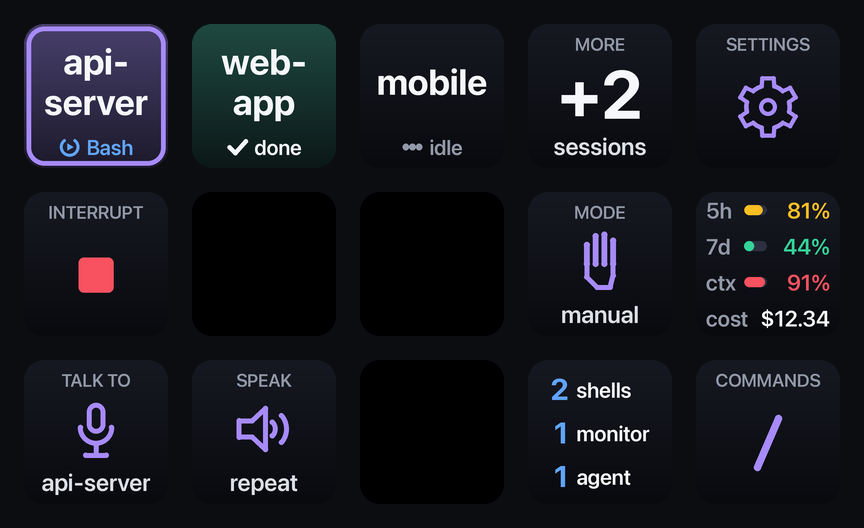 api-
server
Bash
web-
app
done
mobile
idle
MORE
+2
sessions
SETTINGS
INTERRUPT
MODE
manual
5h 81%
7d 44%
ctx 91%
cost $12.34
TALK TO
api-server
SPEAK
repeat
2 shells
1 monitor
1 agent
COMMANDS
/